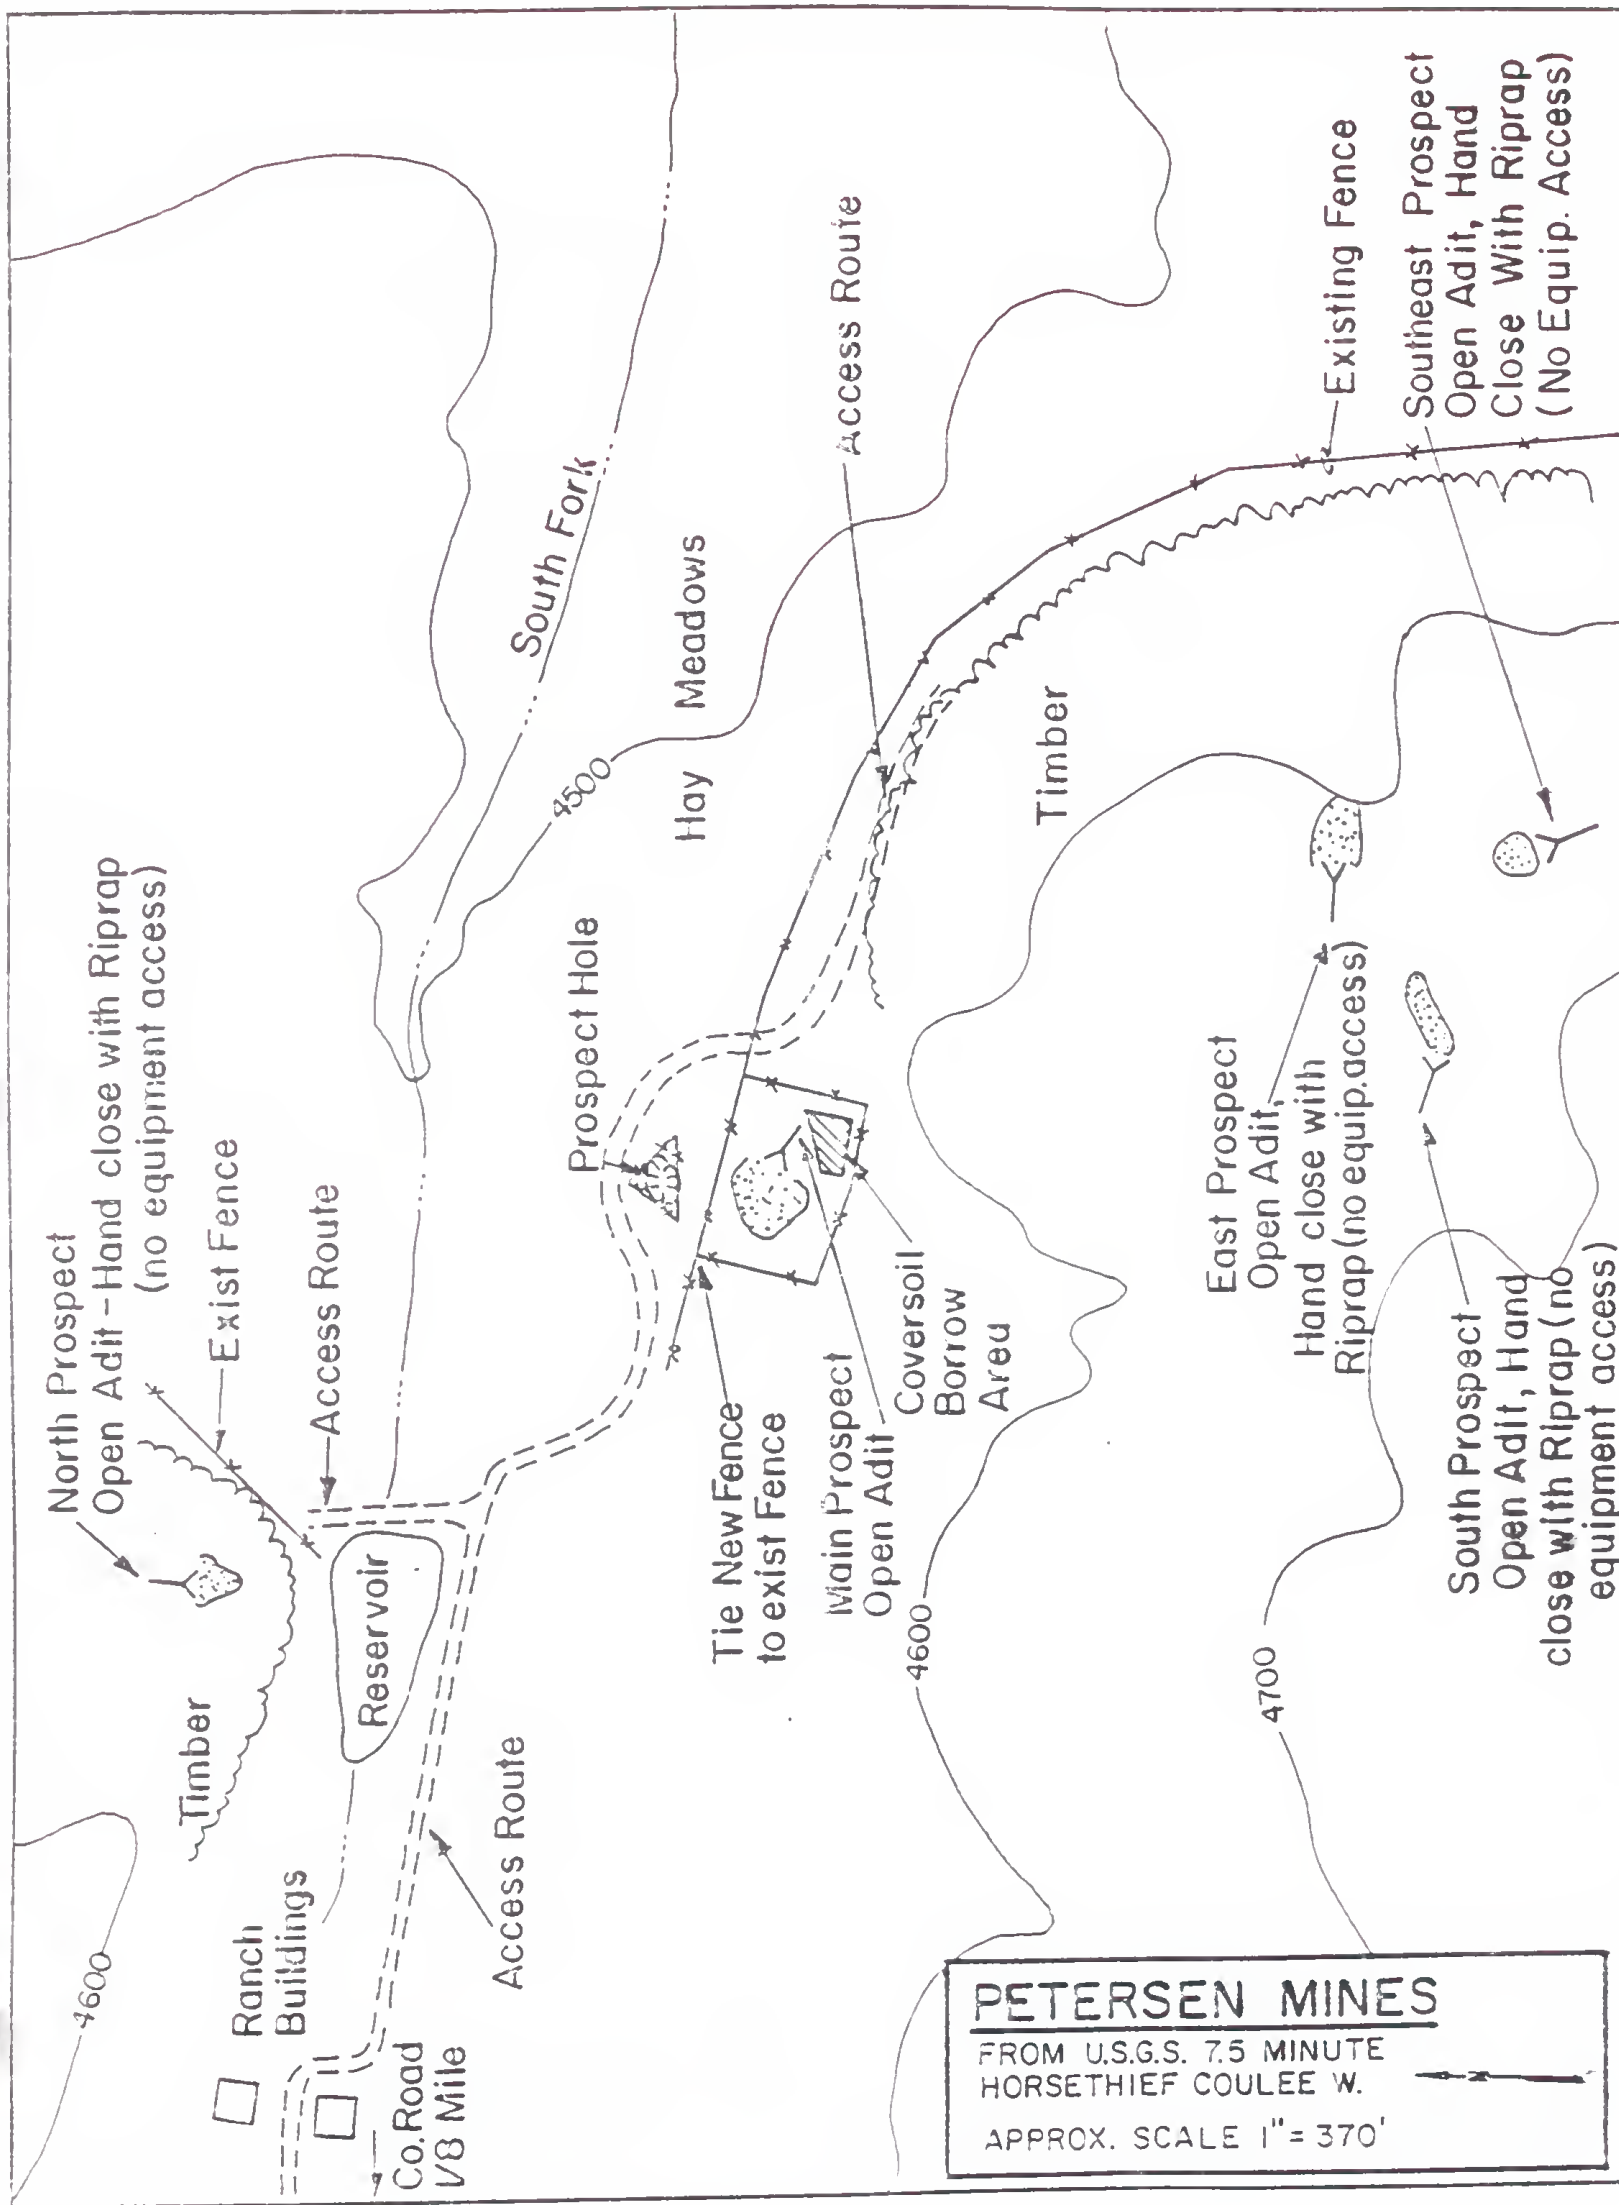 North Prospect
Open Adit-Hand close with Riprap
(no equipment access)
Exist Fence
Access Route
Timber
Reservoir
Ranch
Buildings
4600
Co. Road
1/8 Mile
Access Route
South Fork
4500
Hay Meadows
Prospect Hole
Access Route
Existing Fence
Southeast Prospect
Open Adit, Hand
Close With Riprap
(No Equip. Access)
Timber
Tie New Fence
to exist Fence
Main Prospect
Open Adit
Coversoil
Borrow
Area
4600
East Prospect
Open Adit,
Hand close with
Riprap(no equip.access)
4700
South Prospect
Open Adit, Hand
close with Riprap(no
equipment access)
PETERSEN MINES
FROM U.S.G.S. 7.5 MINUTE
HORSETHIEF COULEE W.
N
APPROX. SCALE 1"= 370'